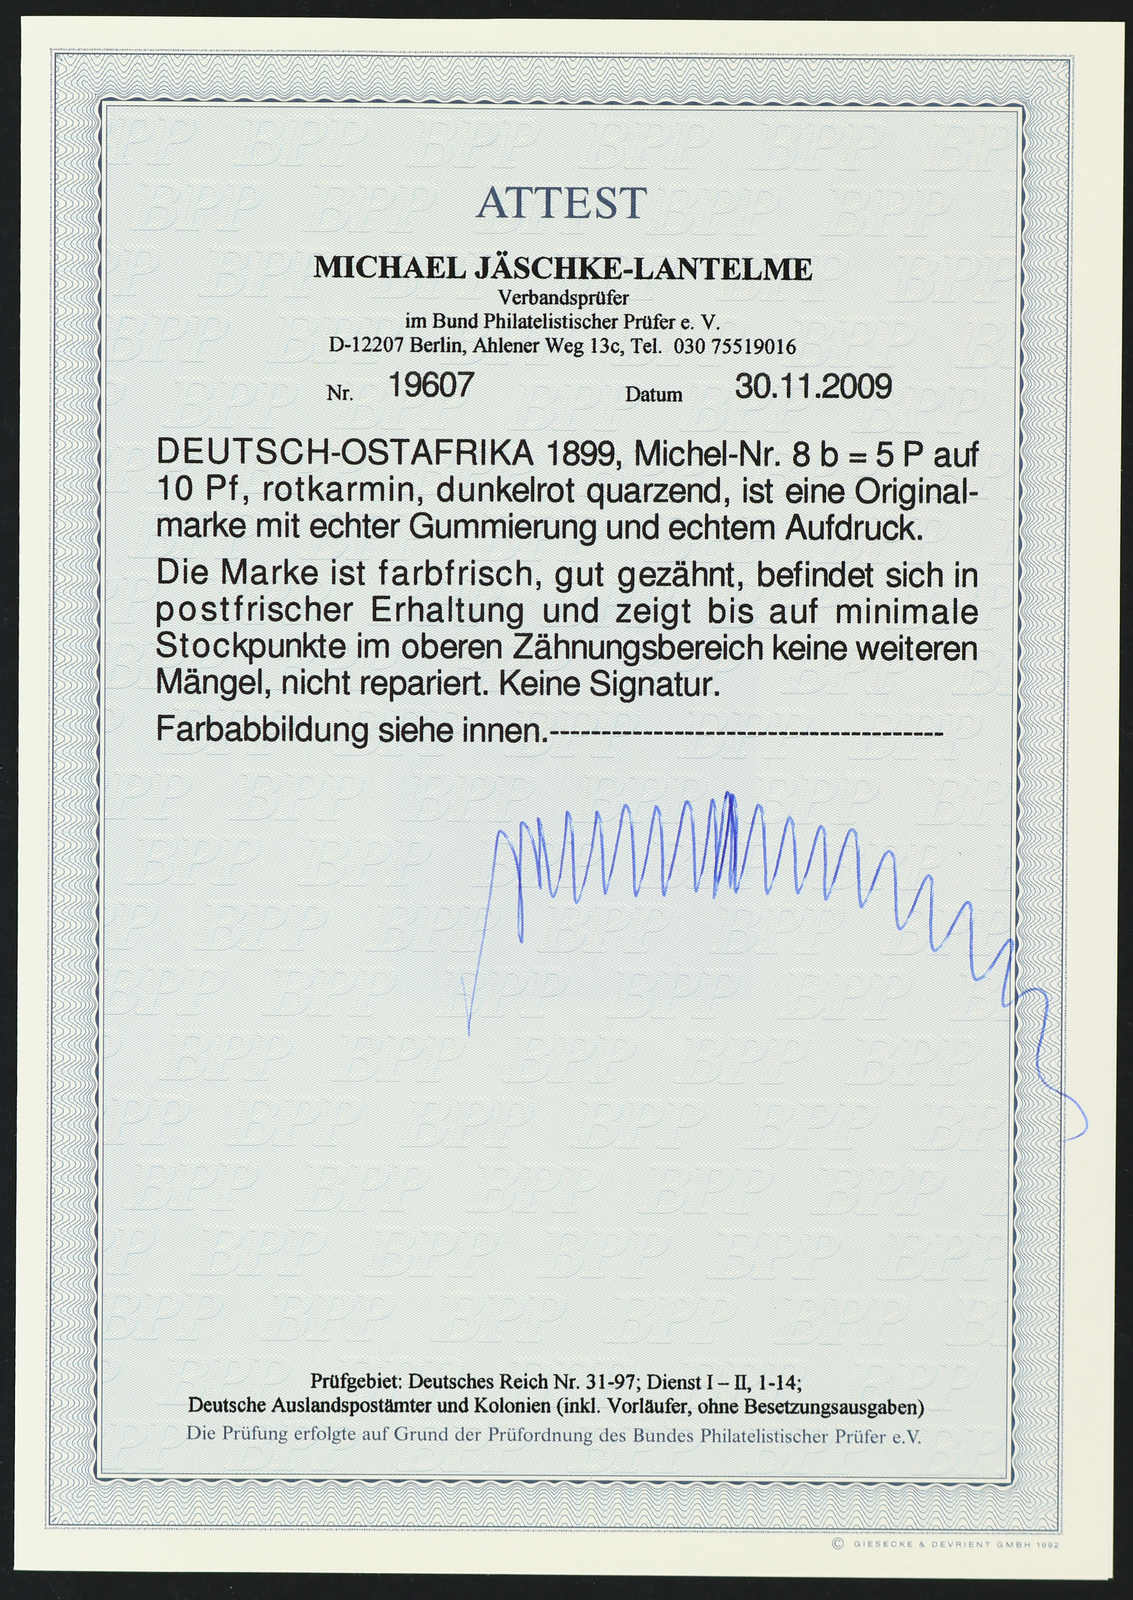 ATTEST
MICHAEL JÄSCHKE-LANTELME
Verbandsprüfer
im Bund Philatelistischer Prüfer e. V.
D-12207 Berlin, Ahlener Weg 13c, Tel. 030 75519016
Nr. 19607 Datum 30.11.2009
DEUTSCH-OSTAFRIKA 1899, Michel-Nr. 8 b = 5 P auf
10 Pf, rotkarmin, dunkelrot quarzend, ist eine Original-
marke mit echter Gummierung und echtem Aufdruck.
Die Marke ist farbfrisch, gut gezähnt, befindet sich in
postfrischer Erhaltung und zeigt bis auf minimale
Stockpunkte im oberen Zähnungsbereich keine weiteren
Mängel, nicht repariert. Keine Signatur.
Farbabbildung siehe innen.--------------------------------------
Prüfgebiet: Deutsches Reich Nr. 31-97; Dienst I – II, 1-14;
Deutsche Auslandspostämter und Kolonien (inkl. Vorläufer, ohne Besetzungsausgaben)
Die Prüfung erfolgte auf Grund der Prüfordnung des Bundes Philatelistischer Prüfer e.V.
© GIESECKE & DEVRIENT GMBH 1992